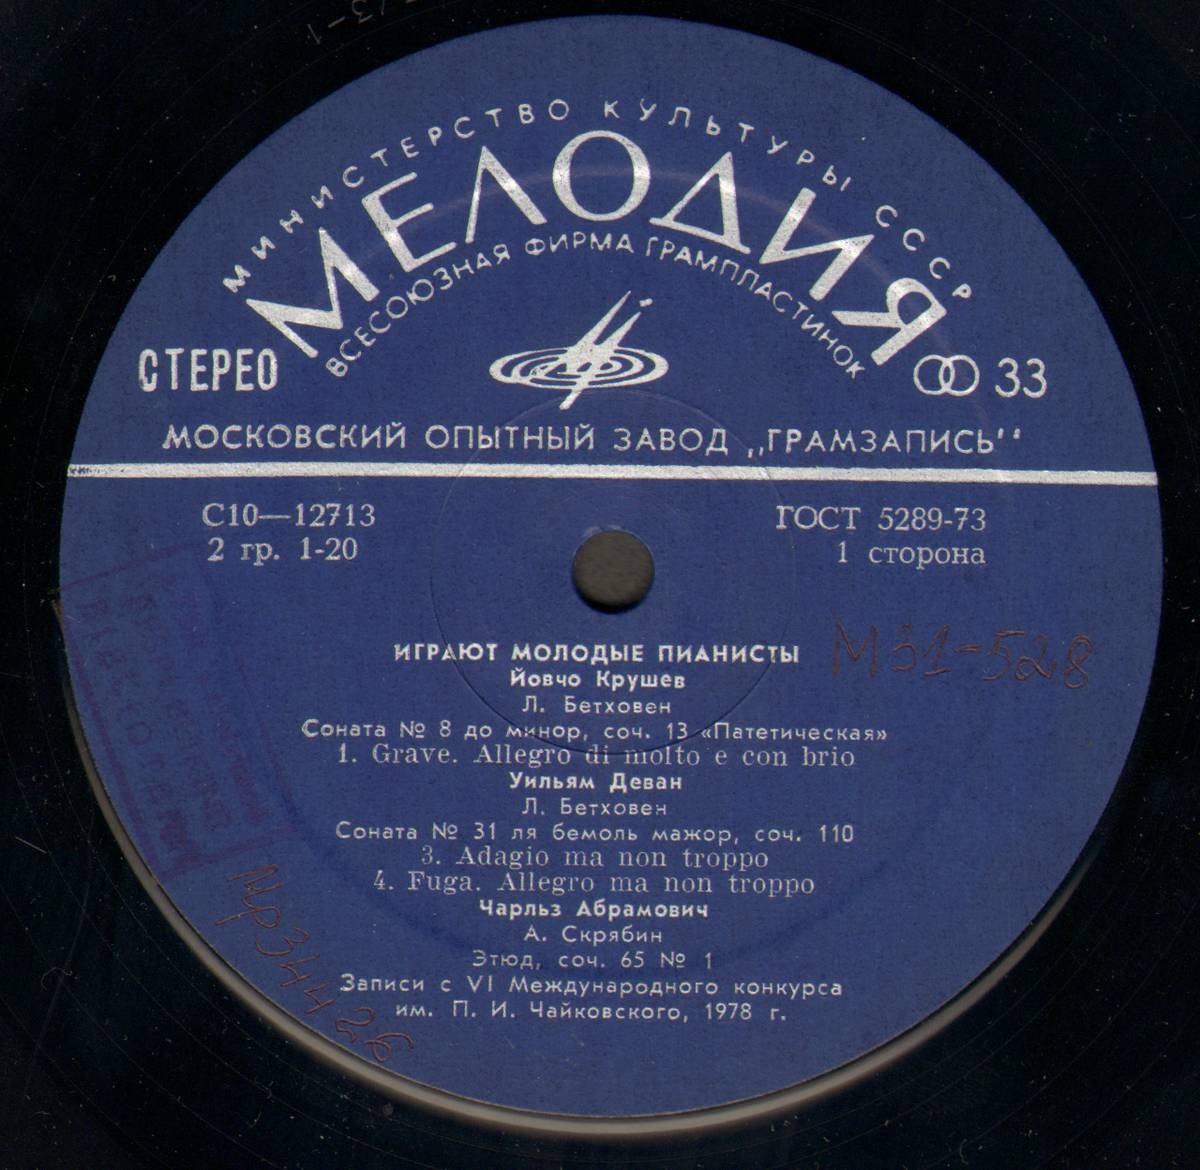 МИНИСТЕРСТВО КУЛЬТУРЫ СССР
МЕЛОДИЯ
ВСЕСОЮЗНАЯ ФИРМА ГРАМПЛАСТИНОК
СТЕРЕО
33
МОСКОВСКИЙ ОПЫТНЫЙ ЗАВОД „ГРАМЗАПИСЬ"
С10—12713
ГОСТ 5289-73
2 гр. 1-20
1 сторона
М31-528
ИГРАЮТ МОЛОДЫЕ ПИАНИСТЫ
Йовчо Крушев
Л. Бетховен
Соната № 8 до минор, соч. 13 «Патетическая»
1. Grave. Allegro di molto e con brio
Уильям Деван
Л. Бетховен
Соната № 31 ля бемоль мажор, соч. 110
3. Adagio ma non troppo
4. Fuga. Allegro ma non troppo
Чарльз Абрамович
А. Скрябин
Этюд, соч. 65 № 1
Записи с VI Международного конкурса
им. П. И. Чайковского, 1978 г.